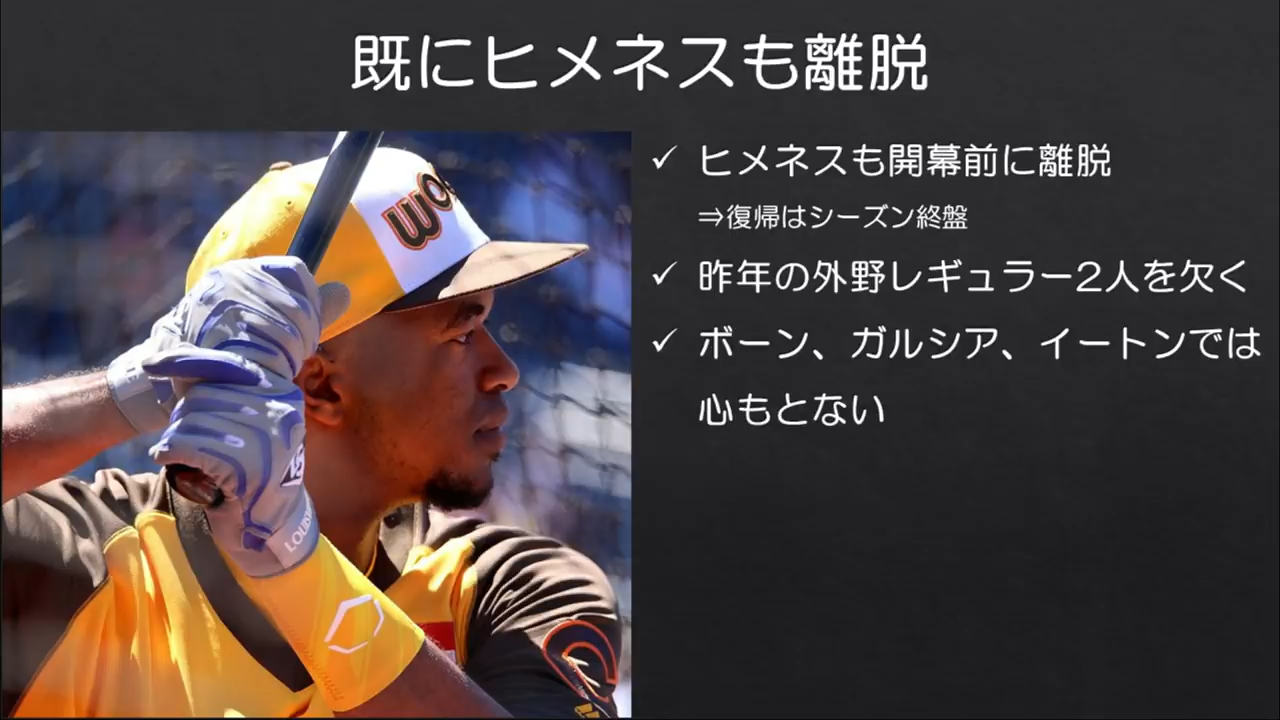 既にヒメネスも離脱
ヒメネスも開幕前に離脱
⇒復帰はシーズン終盤
昨年の外野レギュラー2人を欠く
ボーン、ガルシア、イートンでは
心もとない